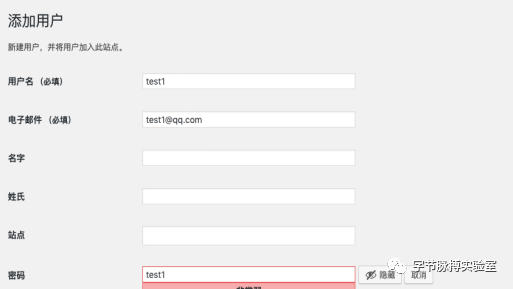 添加用户
新建用户，并将用户加入此站点。
用户名 （必填） test1
电子邮件 （必填） test1@qq.com
名字
姓氏
站点
密码 test1 隐藏 取消
字节脉搏实验室